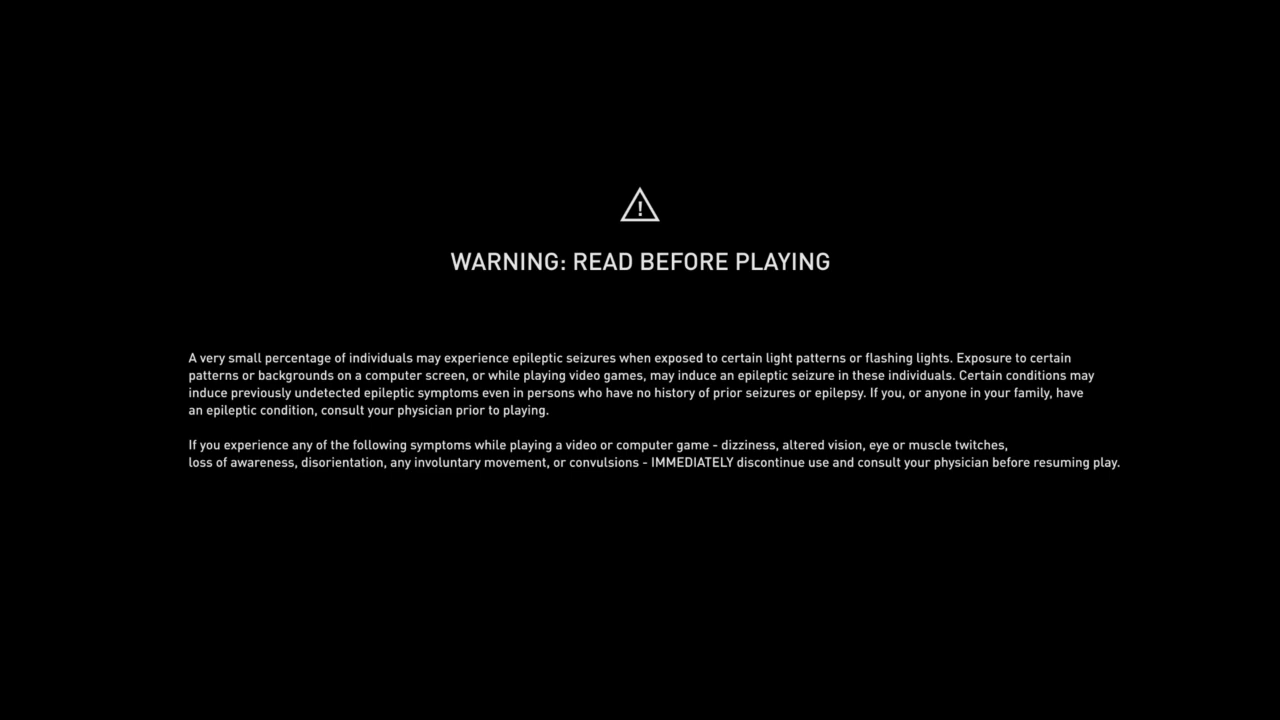 WARNING: READ BEFORE PLAYING
A very small percentage of individuals may experience epileptic seizures when exposed to certain light patterns or flashing lights. Exposure to certain
patterns or backgrounds on a computer screen, or while playing video games, may induce an epileptic seizure in these individuals. Certain conditions may
induce previously undetected epileptic symptoms even in persons who have no history of prior seizures or epilepsy. If you, or anyone in your family, have
an epileptic condition, consult your physician prior to playing.
If you experience any of the following symptoms while playing a video or computer game - dizziness, altered vision, eye or muscle twitches,
loss of awareness, disorientation, any involuntary movement, or convulsions - IMMEDIATELY discontinue use and consult your physician before resuming play.